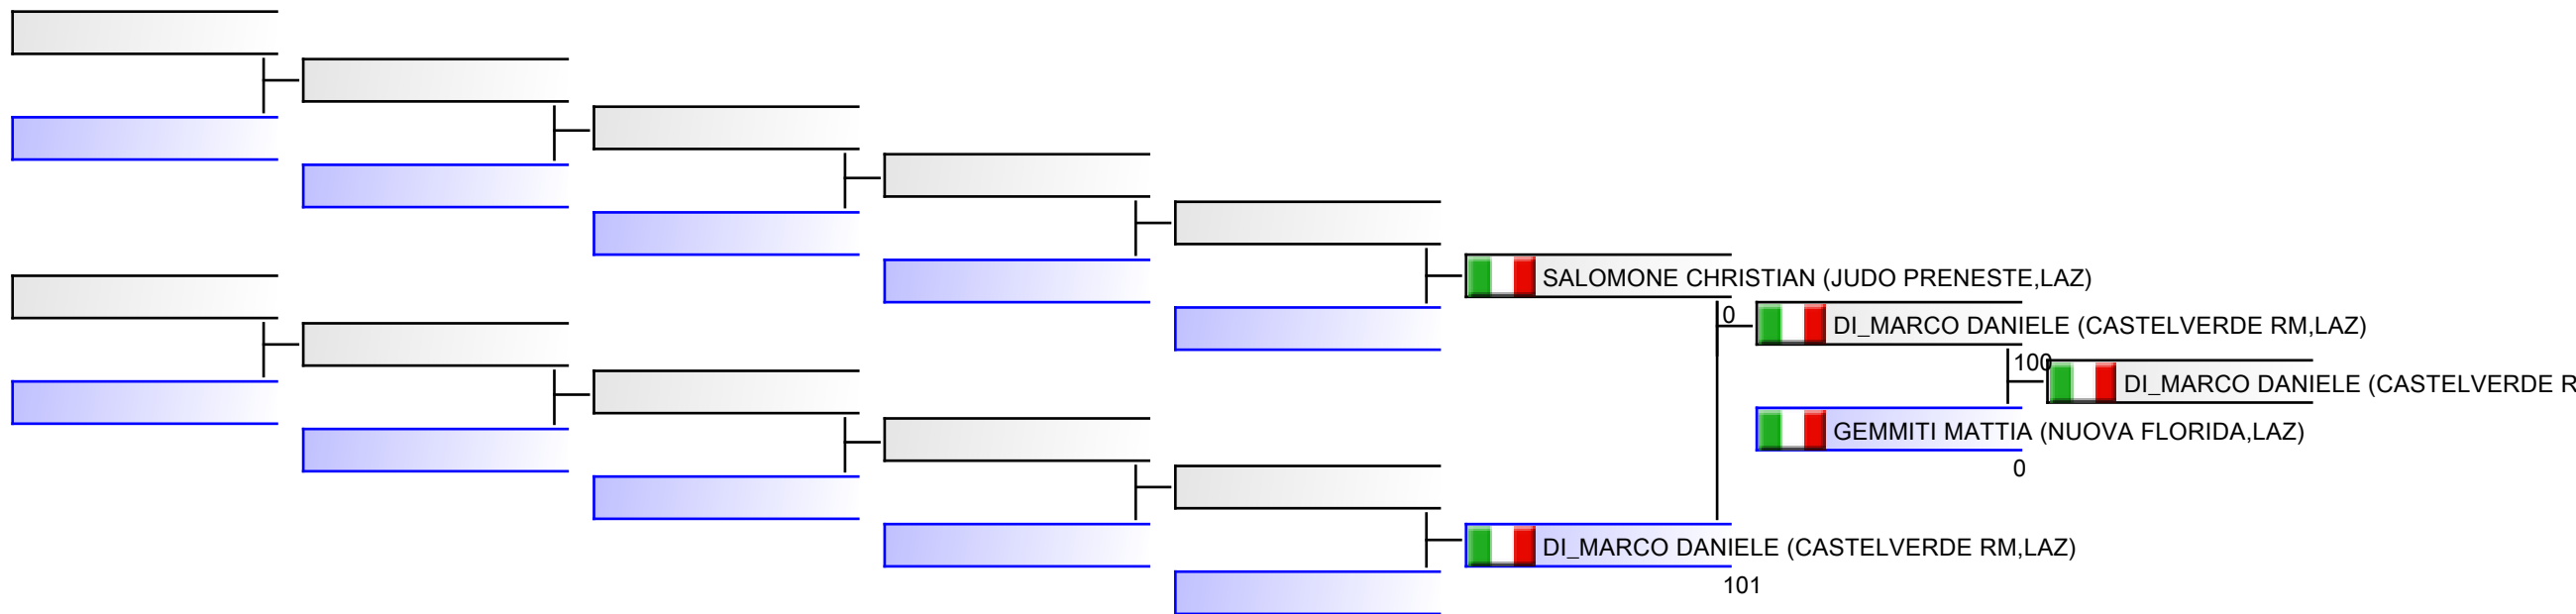 SALOMONE CHRISTIAN (JUDO PRENESTE,LAZ)
0
DI_MARCO DANIELE (CASTELVERDE RM,LAZ)
100
DI_MARCO DANIELE (CASTELVERDE R
GEMMITI MATTIA (NUOVA FLORIDA,LAZ)
0
DI_MARCO DANIELE (CASTELVERDE RM,LAZ)
101